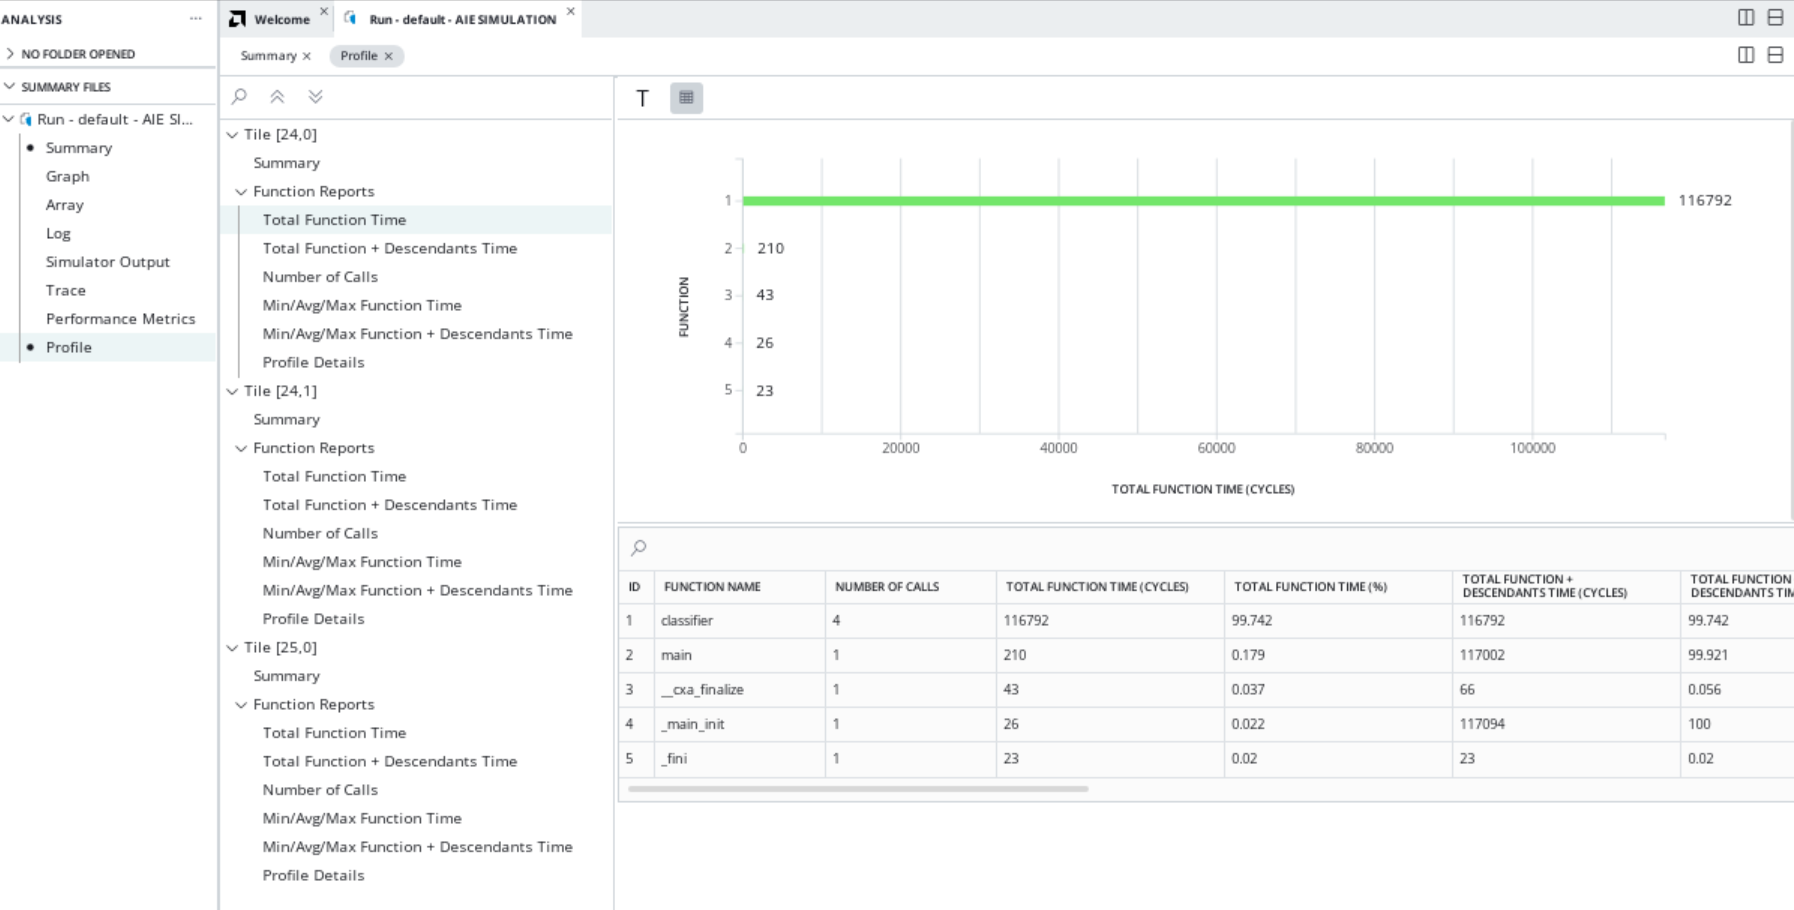 ANALYSIS ...
NO FOLDER OPENED
SUMMARY FILES
Run - default - AIE SI...
Summary
Graph
Array
Log
Simulator Output
Trace
Performance Metrics
Profile
Welcome
Run - default - AIE SIMULATION
Summary
Profile
Tile [24,0]
Summary
Function Reports
Total Function Time
Total Function + Descendants Time
Number of Calls
Min/Avg/Max Function Time
Min/Avg/Max Function + Descendants Time
Profile Details
Tile [24,1]
Summary
Function Reports
Total Function Time
Total Function + Descendants Time
Number of Calls
Min/Avg/Max Function Time
Min/Avg/Max Function + Descendants Time
Profile Details
Tile [25,0]
Summary
Function Reports
Total Function Time
Total Function + Descendants Time
Number of Calls
Min/Avg/Max Function Time
Min/Avg/Max Function + Descendants Time
Profile Details
T
FUNCTION
1 116792
2 210
3 43
4 26
5 23
0 20000 40000 60000 80000 100000
TOTAL FUNCTION TIME (CYCLES)
ID FUNCTION NAME NUMBER OF CALLS TOTAL FUNCTION TIME (CYCLES) TOTAL FUNCTION TIME (%) TOTAL FUNCTION + DESCENDANTS TIME (CYCLES) TOTAL FUNCTION DESCENDANTS TIM
1 classifier 4 116792 99.742 116792 99.742
2 main 1 210 0.179 117002 99.921
3 __cxa_finalize 1 43 0.037 66 0.056
4 _main_init 1 26 0.022 117094 100
5 _fini 1 23 0.02 23 0.02